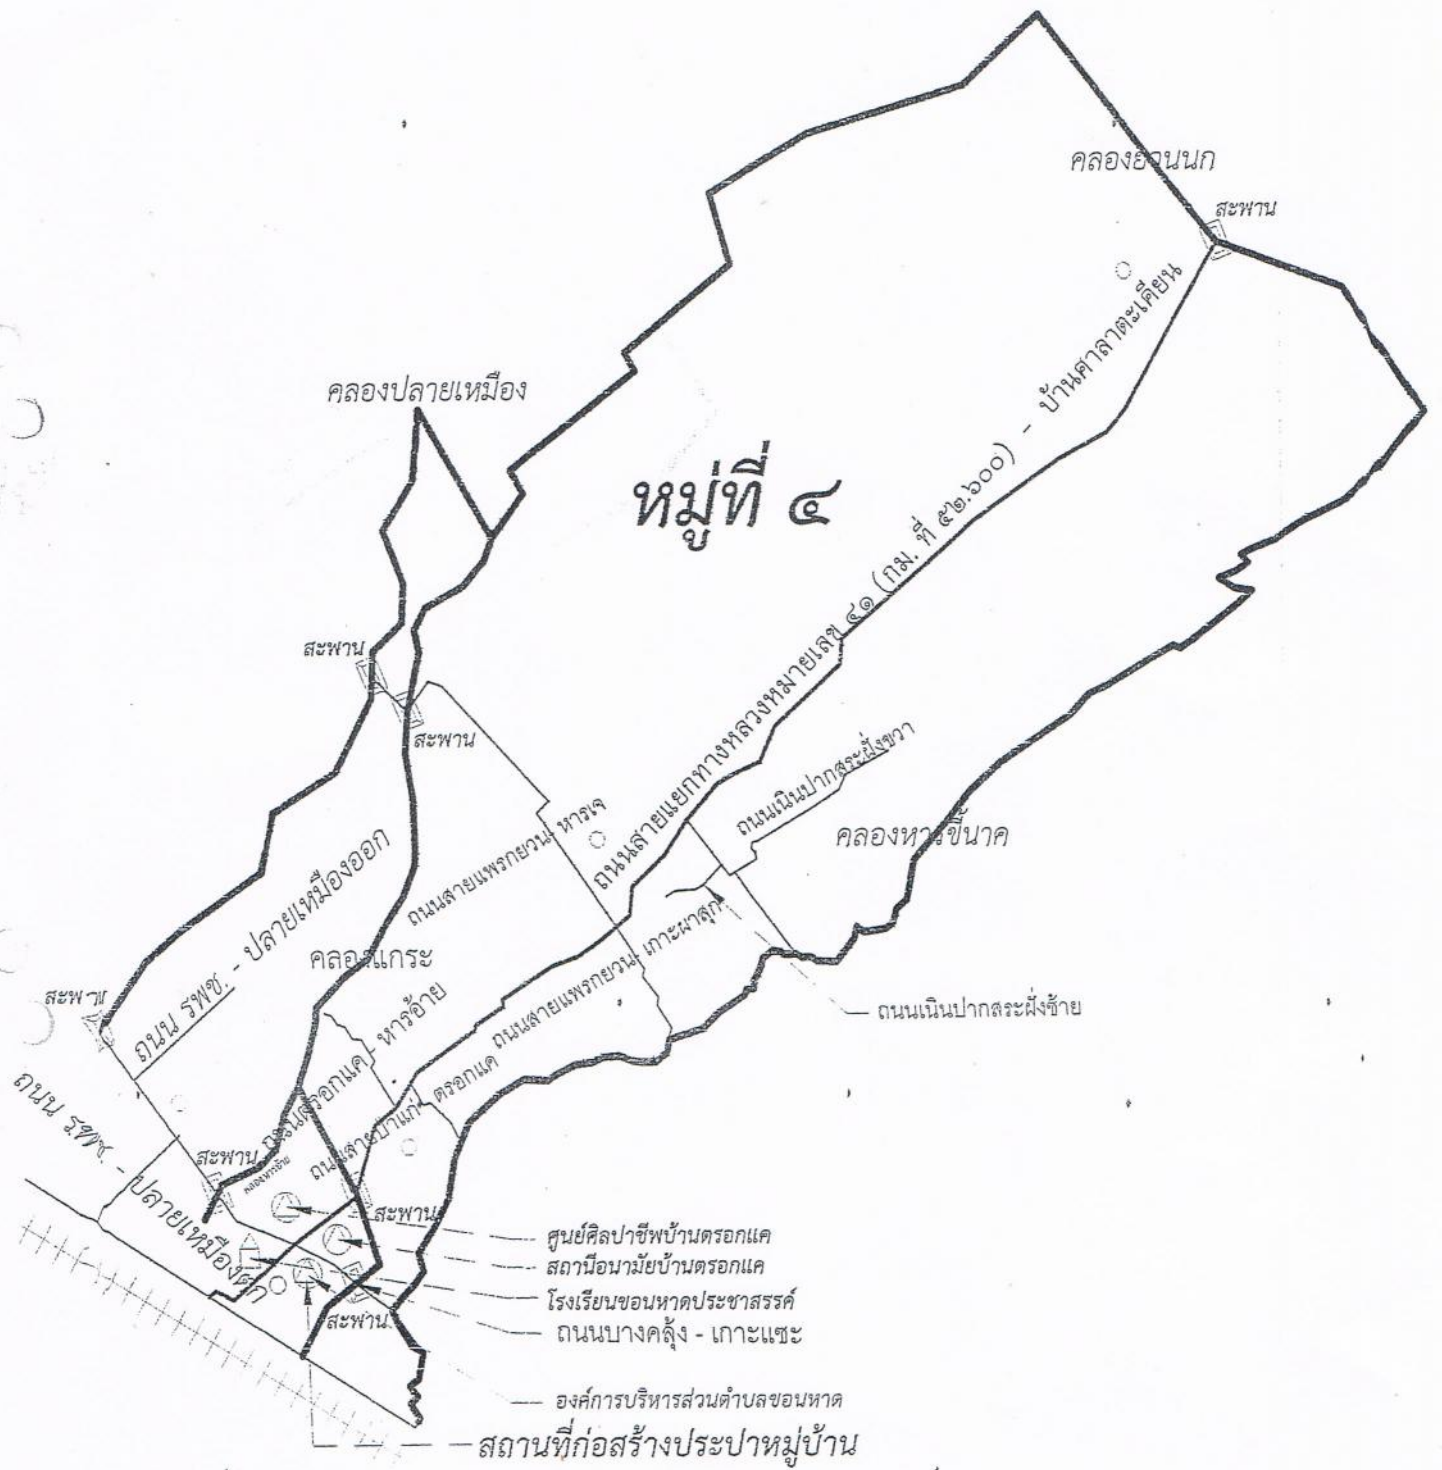 คลองยวนนก
สะพาน
คลองปลายเหมือง
หมู่ที่ ๔
ถนนสายแยกทางหลวงหมายเลข ๔๑ (กม. ที่ ๕๒.๖๐๐) - บ้านศาลาตะเคียน
สะพาน
สะพาน
ถนนเนินปากสระฝั่งขวา
คลองหารขี้นาค
ถนนสายแพรกยวน - หารเจ
ถนน รพช. - ปลายเหมืองออก
คลองแกระ
ถนนสายแพรกยวน - เกาะผาสุก
สะพาน
ถนนเนินปากสระฝั่งซ้าย
ถนนตรอกแค - หารอ้าย
ถนนสายป่าแก่ - ตรอกแค
ถนน รพช. - ปลายเหมืองตก
สะพาน
สะพาน
ศูนย์ศิลปาชีพบ้านตรอกแค
สถานีอนามัยบ้านตรอกแค
โรงเรียนขอนหาดประชาสรรค์
สะพาน
ถนนบางคลุ้ง - เกาะแซะ
องค์การบริหารส่วนตำบลขอนหาด
สถานที่ก่อสร้างประปาหมู่บ้าน